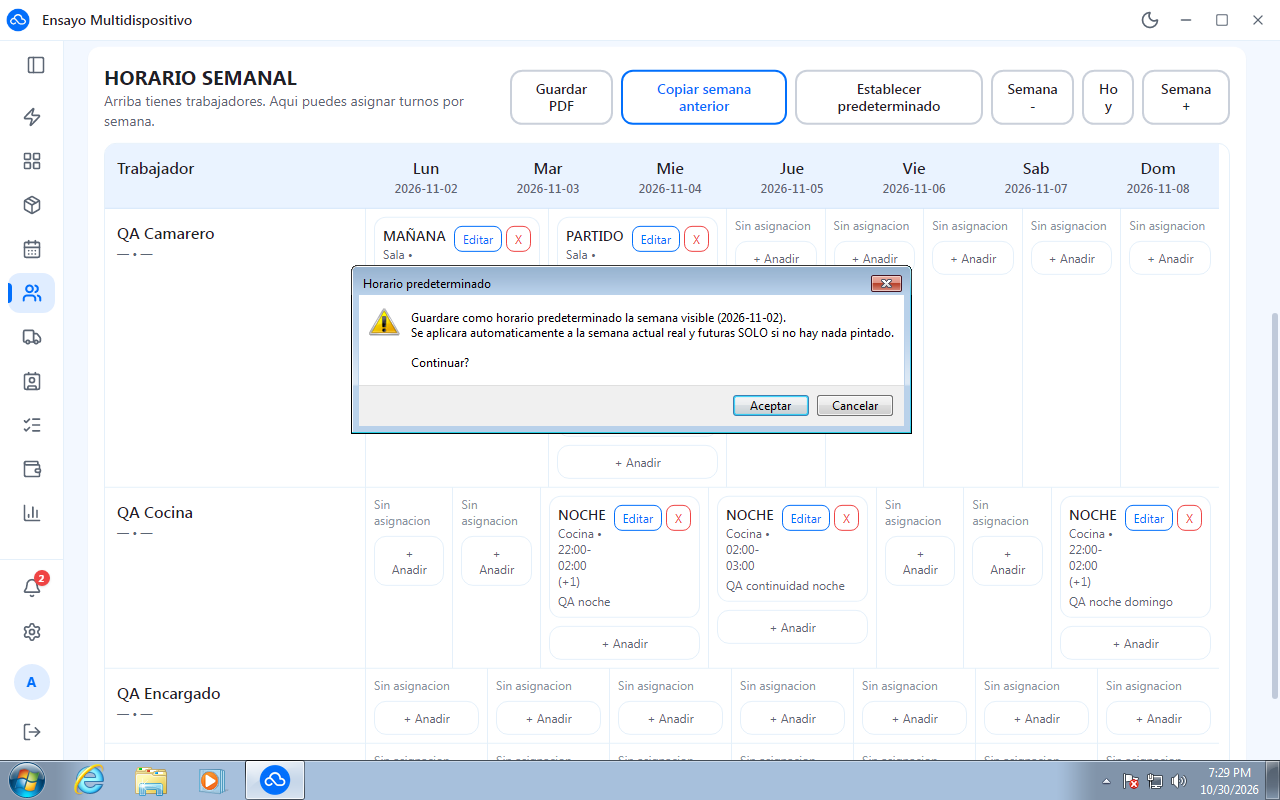 Ensayo Multidispositivo
HORARIO SEMANAL
Arriba tienes trabajadores. Aqui puedes asignar turnos por
semana.
Guardar
PDF
Copiar semana
anterior
Establecer
predeterminado
Semana
-
Ho
y
Semana
+
Trabajador
Lun
2026-11-02
Mar
2026-11-03
Mie
2026-11-04
Jue
2026-11-05
Vie
2026-11-06
Sab
2026-11-07
Dom
2026-11-08
QA Camarero
— • —
MAÑANA
Editar
X
Sala •
PARTIDO
Editar
X
Sala •
+ Anadir
Sin asignacion
+ Anadir
Sin asignacion
+ Anadir
Sin asignacion
+ Anadir
Sin asignacion
+ Anadir
Sin asignacion
+ Anadir
Horario predeterminado
Guardare como horario predeterminado la semana visible (2026-11-02).
Se aplicara automaticamente a la semana actual real y futuras SOLO si no hay nada pintado.
Continuar?
Aceptar
Cancelar
QA Cocina
— • —
Sin
asignacion
+
Anadir
Sin
asignacion
+
Anadir
NOCHE
Editar
X
Cocina •
22:00-
02:00
(+1)
QA noche
+ Anadir
NOCHE
Editar
X
Cocina •
02:00-
03:00
QA continuidad noche
+ Anadir
Sin
asignacion
+
Anadir
Sin
asignacion
+
Anadir
NOCHE
Editar
X
Cocina •
22:00-
02:00
(+1)
QA noche domingo
+ Anadir
QA Encargado
— • —
Sin asignacion
+ Anadir
Sin asignacion
+ Anadir
Sin asignacion
+ Anadir
Sin asignacion
+ Anadir
Sin asignacion
+ Anadir
Sin asignacion
+ Anadir
Sin asignacion
+ Anadir
2
A
7:29 PM
10/30/2026